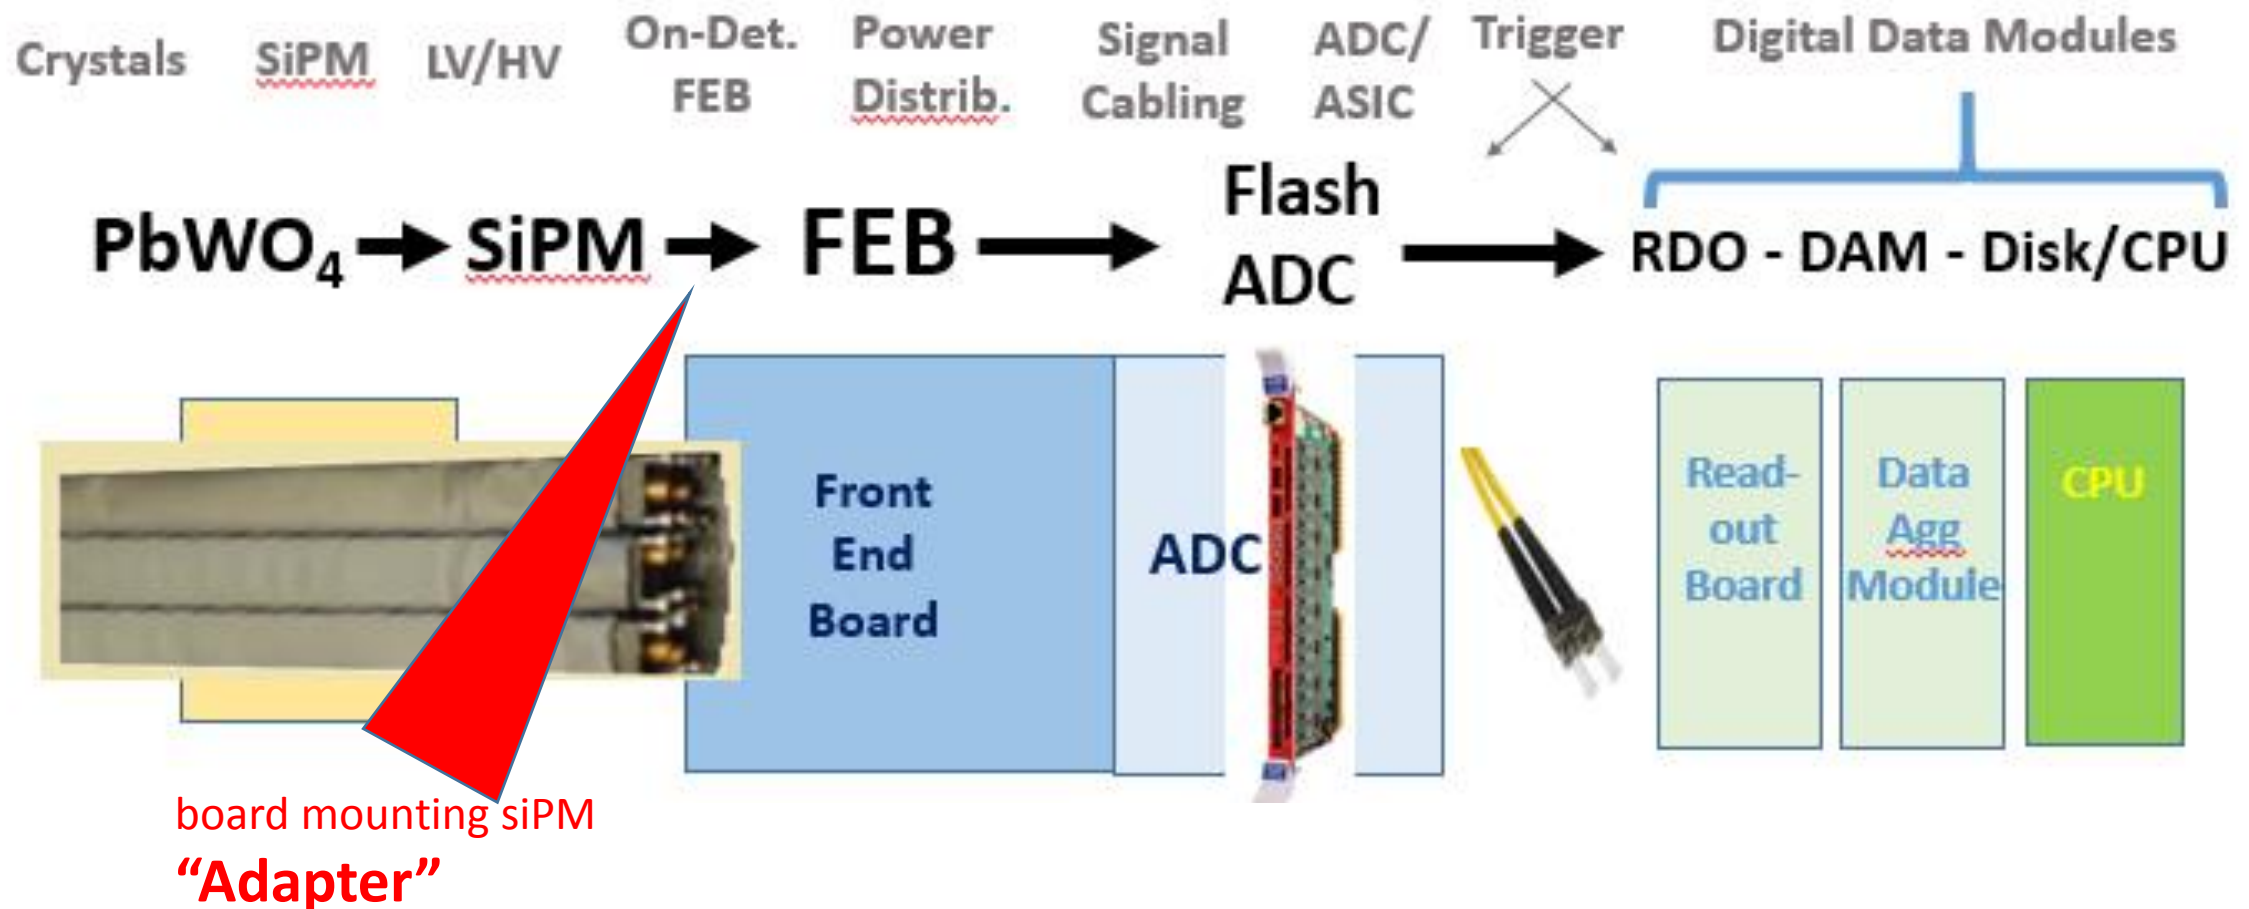 Crystals SiPM LV/HV On-Det. FEB Power Distrib. Signal Cabling ADC/ ASIC Trigger Digital Data Modules
PbWO4 SiPM FEB Flash ADC RDO - DAM - Disk/CPU
Front
End
Board
ADC
Read-
out
Board
Data
Agg
Module
CPU
board mounting siPM
“Adapter”